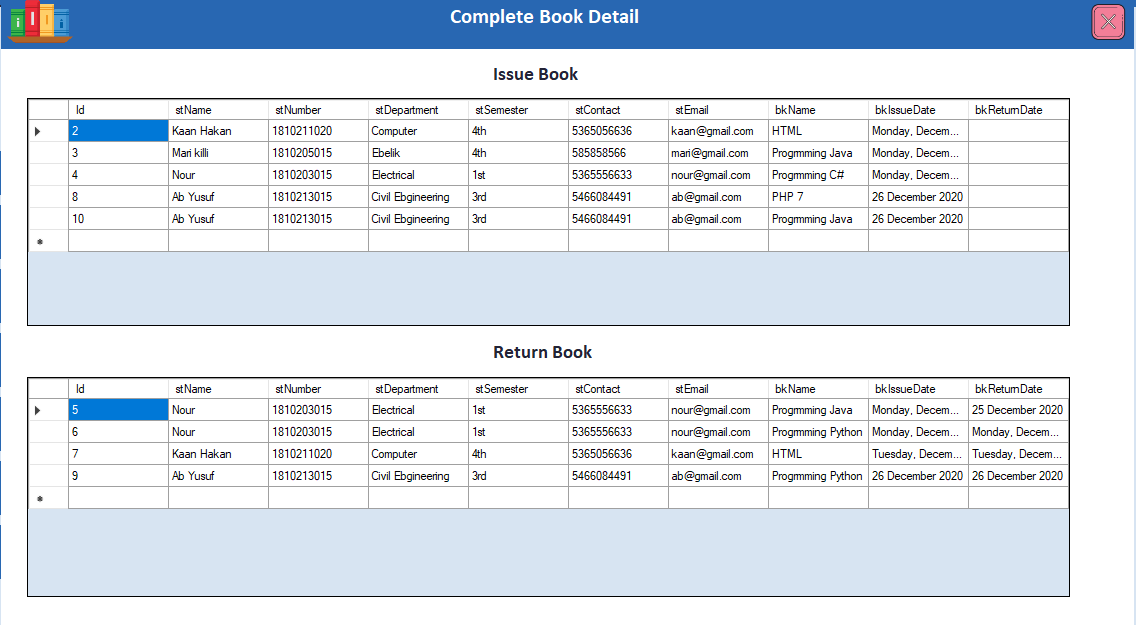 Complete Book Detail
Issue Book
Id stName stNumber stDepartment stSemester stContact stEmail bkName bkIssueDate bkReturnDate
2 Kaan Hakan 1810211020 Computer 4th 5365056636 kaan@gmail.com HTML Monday, Decem...
3 Mari killi 1810205015 Ebelik 4th 585858566 mari@gmail.com Progmming Java Monday, Decem...
4 Nour 1810203015 Electrical 1st 5365556633 nour@gmail.com Progmming C# Monday, Decem...
8 Ab Yusuf 1810213015 Civil Ebgineering 3rd 5466084491 ab@gmail.com PHP 7 26 December 2020
10 Ab Yusuf 1810213015 Civil Ebgineering 3rd 5466084491 ab@gmail.com Progmming Java 26 December 2020
Return Book
Id stName stNumber stDepartment stSemester stContact stEmail bkName bkIssueDate bkReturnDate
5 Nour 1810203015 Electrical 1st 5365556633 nour@gmail.com Progmming Java Monday, Decem... 25 December 2020
6 Nour 1810203015 Electrical 1st 5365556633 nour@gmail.com Progmming Python Monday, Decem... Monday, Decem...
7 Kaan Hakan 1810211020 Computer 4th 5365056636 kaan@gmail.com HTML Tuesday, Decem... Tuesday, Decem...
9 Ab Yusuf 1810213015 Civil Ebgineering 3rd 5466084491 ab@gmail.com Progmming Python 26 December 2020 26 December 2020